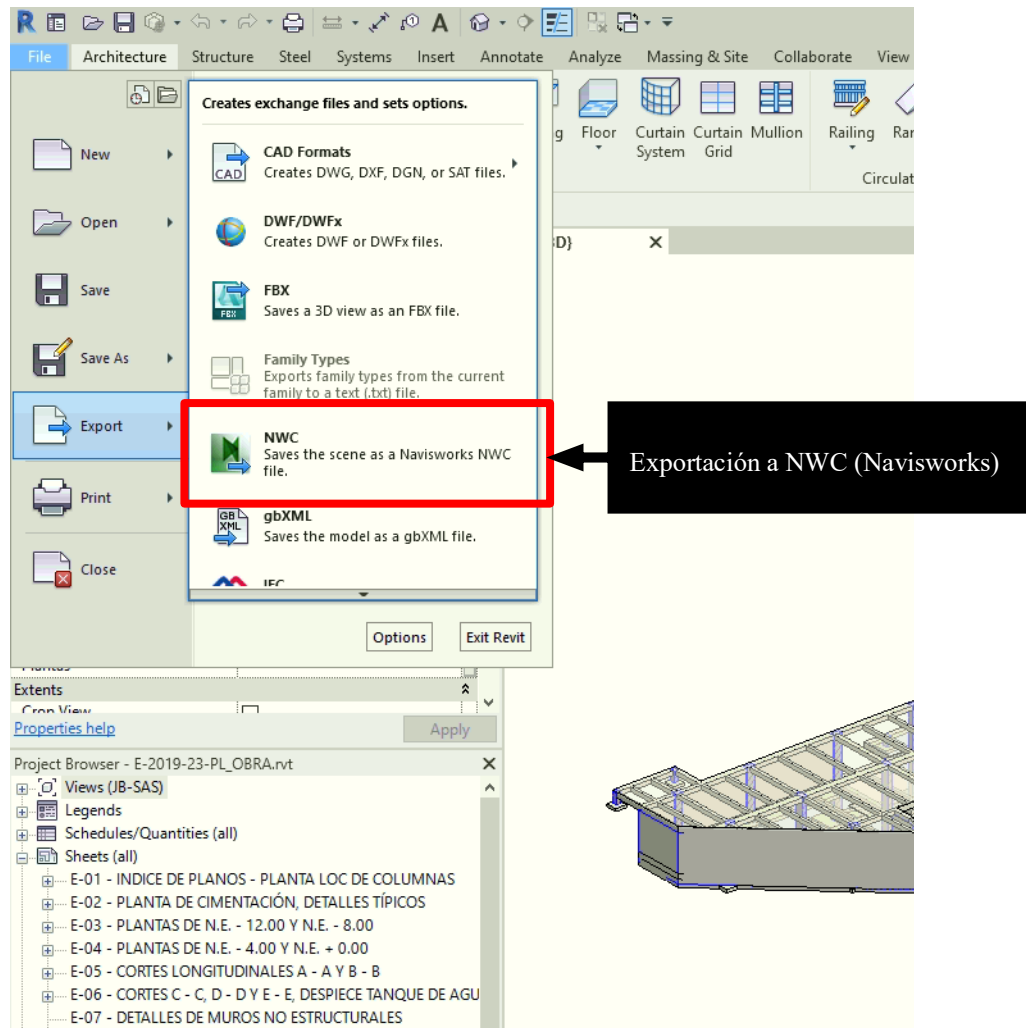 File Architecture Structure Steel Systems Insert Annotate Analyze Massing & Site Collaborate View
Creates exchange files and sets options.
New
Open
Save
Save As
Export
Print
Close
CAD
CAD Formats
Creates DWG, DXF, DGN, or SAT files.
DWF/DWFx
Creates DWF or DWFx files.
FBX
FBX
Saves a 3D view as an FBX file.
Family Types
Exports family types from the current
family to a text (.txt) file.
NWC
Saves the scene as a Navisworks NWC
file.
GB
XML
gbXML
Saves the model as a gbXML file.
IFC
Options Exit Revit
g Floor Curtain Curtain Mullion Railing Rar
System Grid
Circulat
D}
Exportación a NWC (Navisworks)
Extents
Crop View
Properties help Apply
Project Browser - E-2019-23-PL_OBRA.rvt
Views (JB-SAS)
Legends
Schedules/Quantities (all)
Sheets (all)
E-01 - INDICE DE PLANOS - PLANTA LOC DE COLUMNAS
E-02 - PLANTA DE CIMENTACIÓN, DETALLES TÍPICOS
E-03 - PLANTAS DE N.E. - 12.00 Y N.E. - 8.00
E-04 - PLANTAS DE N.E. - 4.00 Y N.E. + 0.00
E-05 - CORTES LONGITUDINALES A - A Y B - B
E-06 - CORTES C - C, D - D Y E - E, DESPIECE TANQUE DE AGU
E-07 - DETALLES DE MUROS NO ESTRUCTURALES